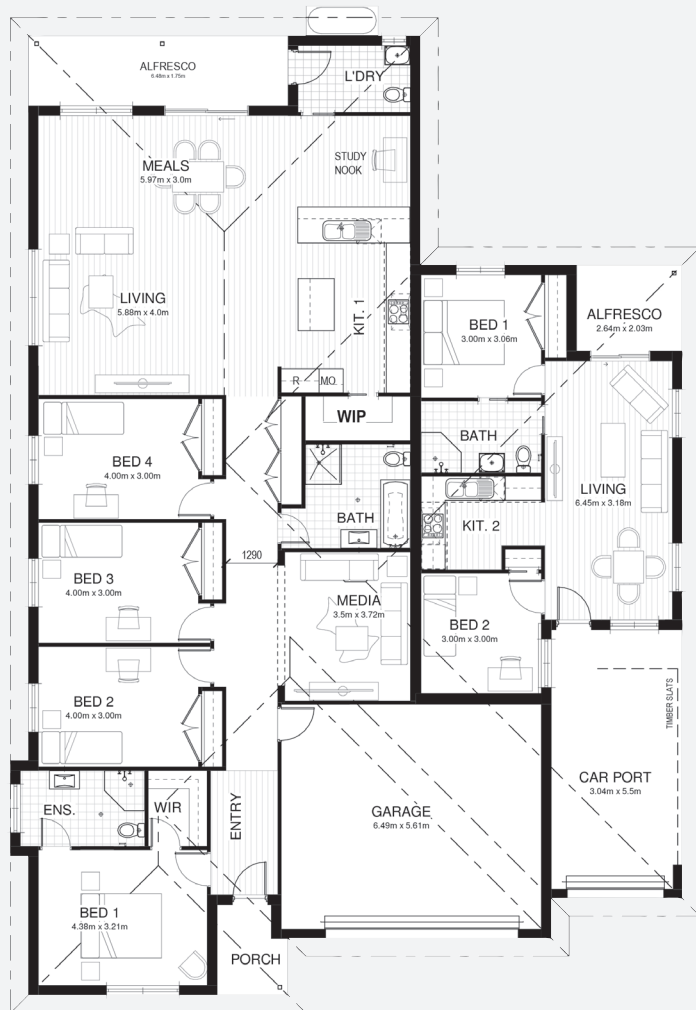 ALFRESCO
6.48m x 1.75m
L'DRY
MEALS
5.97m x 3.0m
STUDY
NOOK
LIVING
5.88m x 4.0m
KIT. 1
R
MO
WIP
BED 1
3.00m x 3.06m
ALFRESCO
2.64m x 2.03m
BATH
BED 4
4.00m x 3.00m
BATH
LIVING
6.45m x 3.18m
KIT. 2
1290
BED 3
4.00m x 3.00m
MEDIA
3.5m x 3.72m
BED 2
3.00m x 3.00m
BED 2
4.00m x 3.00m
TIMBER SLATS
ENS.
WIR
ENTRY
GARAGE
6.49m x 5.61m
CAR PORT
3.04m x 5.5m
BED 1
4.38m x 3.21m
PORCH